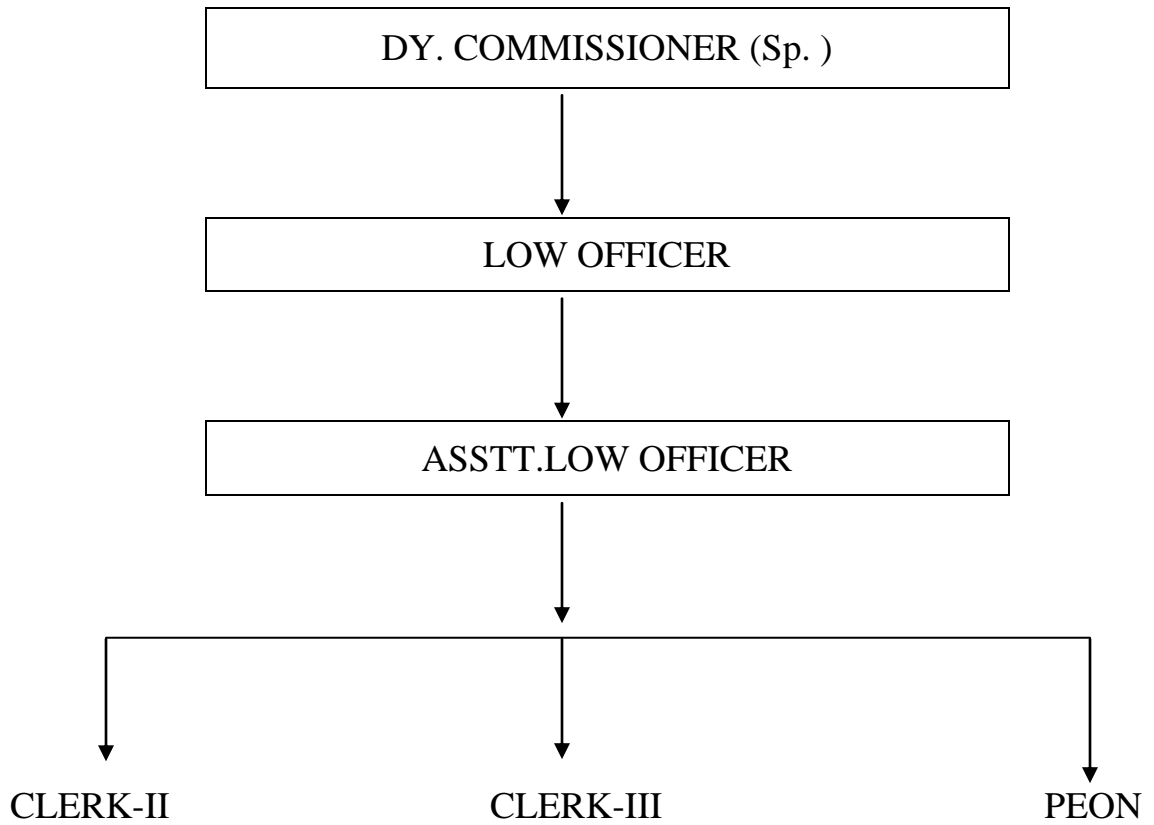 DY. COMMISSIONER (Sp. )
LOW OFFICER
ASSTT.LOW OFFICER
CLERK-II
CLERK-III
PEON